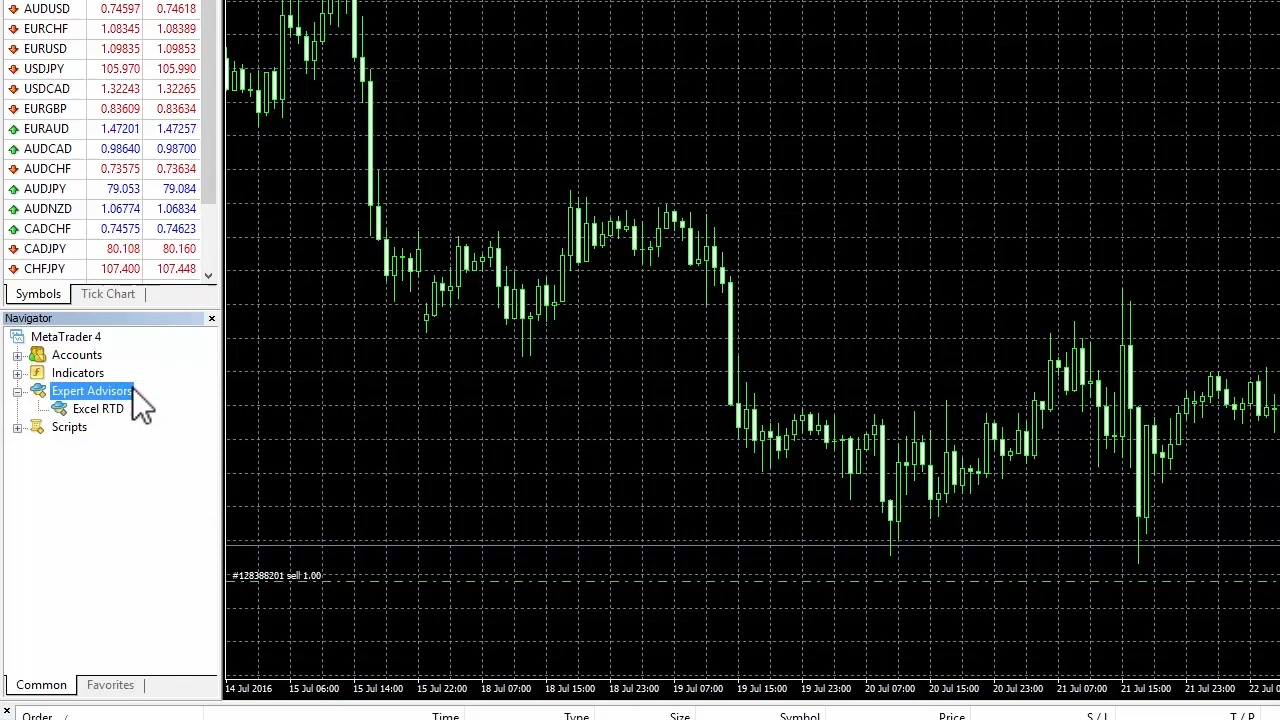 AUDUSD 0.74597 0.74618
EURCHF 1.08345 1.08389
EURUSD 1.09835 1.09853
USDJPY 105.970 105.990
USDCAD 1.32243 1.32265
EURGBP 0.83609 0.83634
EURAUD 1.47201 1.47257
AUDCAD 0.98640 0.98700
AUDCHF 0.73575 0.73634
AUDJPY 79.053 79.084
AUDNZD 1.06774 1.06834
CADCHF 0.74575 0.74623
CADJPY 80.108 80.160
CHFJPY 107.400 107.448
Symbols Tick Chart
Navigator
MetaTrader 4
Accounts
Indicators
Expert Advisors
Excel RTD
Scripts
Common Favorites
#128388201 sell 1.00
14 Jul 2016 15 Jul 06:00 15 Jul 14:00 15 Jul 22:00 18 Jul 07:00 18 Jul 15:00 18 Jul 23:00 19 Jul 07:00 19 Jul 15:00 19 Jul 23:00 20 Jul 07:00 20 Jul 15:00 20 Jul 23:00 21 Jul 07:00 21 Jul 15:00 21 Jul 23:00 22 Jul 0
Order Time Type Size Symbol Price S / L T / P